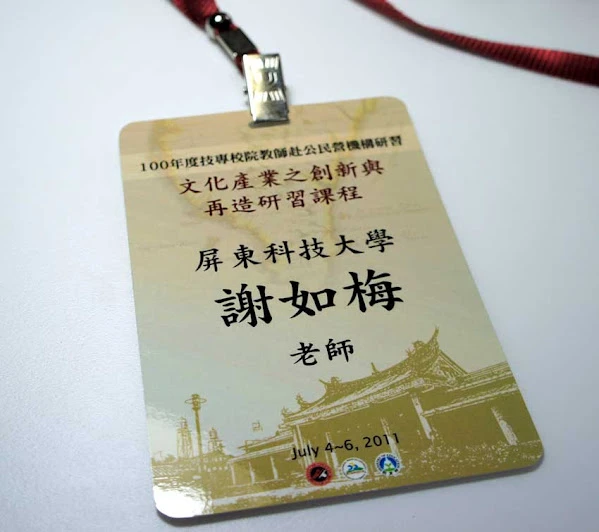 100年度技專校院教師赴公民營機構研習
文化產業之創新與
再造研習課程
屏東科技大學
謝如梅
老師
July 4~6, 2011